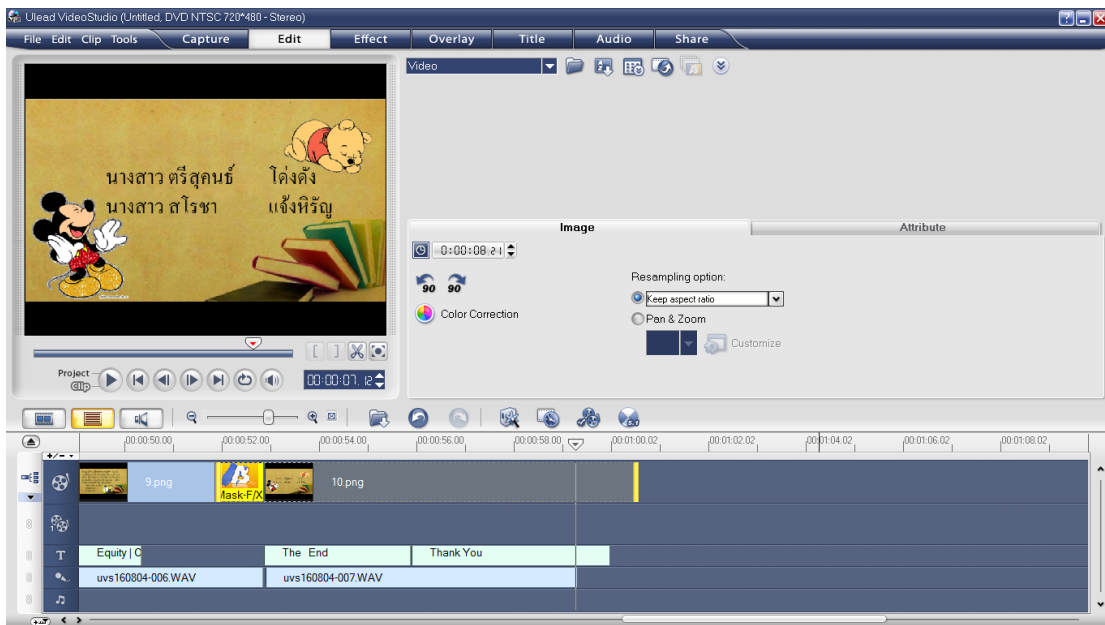 Ulead VideoStudio (Untitled, DVD NTSC 720*480 - Stereo)
File Edit Clip Tools Capture Edit Effect Overlay Title Audio Share
Video
นางสาว ตรีสุคนธ์ โด่งดัง
นางสาว สโรชา แจ้งหิรัญ
Image Attribute
0:00:08.21
90 90
Color Correction
Resampling option:
Keep aspect ratio
Pan & Zoom
Customize
Project
00:00:07.12
00:00:50.00 00:00:52.00 00:00:54.00 00:00:56.00 00:00:58.00 00:01:00.02 00:01:02.02 00:01:04.02 00:01:06.02 00:01:08.02
9.png Mask-F/X 10.png
T Equity | C The End Thank You
uvs160804-006.WAV uvs160804-007.WAV